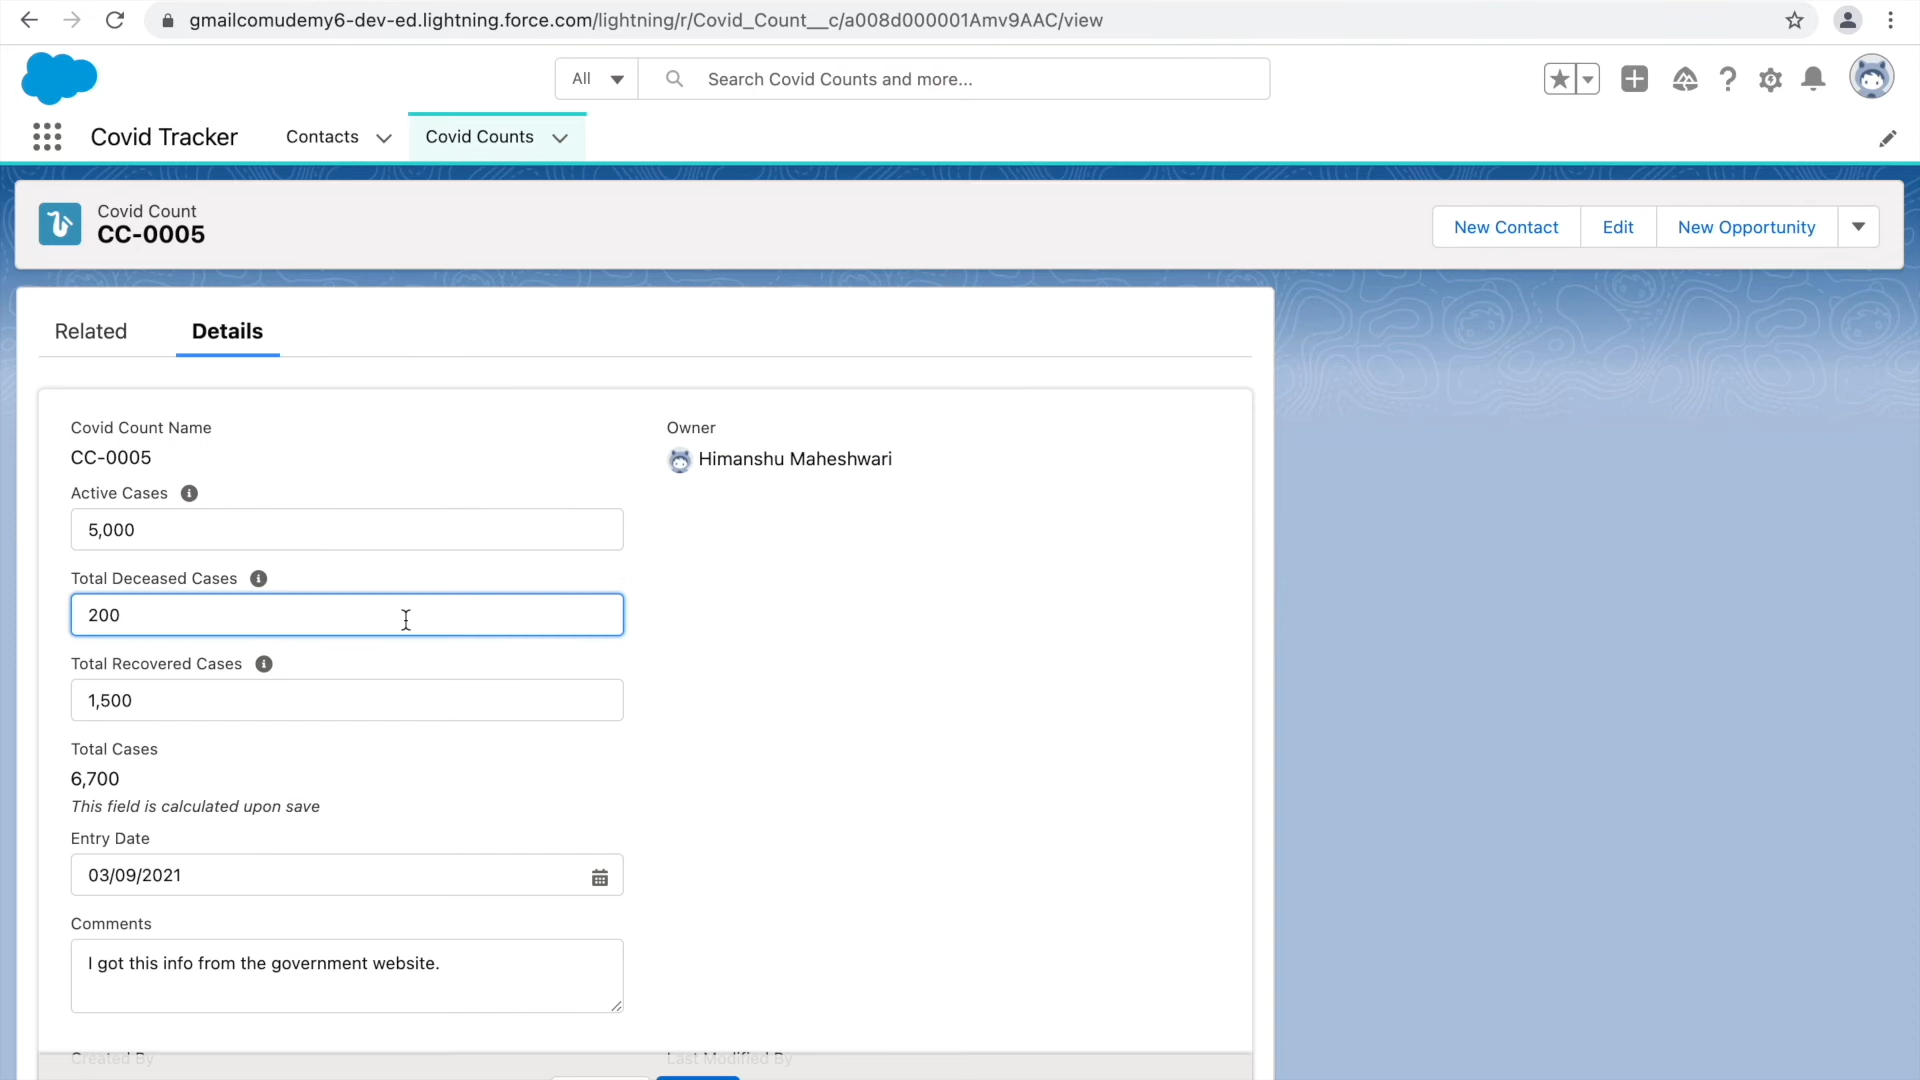 gmailcomudemy6-dev-ed.lightning.force.com/lightning/r/Covid_Count__c/a008d000001Amv9AAC/view
All
Search Covid Counts and more...
Covid Tracker
Contacts
Covid Counts
Covid Count
CC-0005
New Contact
Edit
New Opportunity
Related
Details
Covid Count Name
CC-0005
Owner
Himanshu Maheshwari
Active Cases
5,000
Total Deceased Cases
200
Total Recovered Cases
1,500
Total Cases
6,700
This field is calculated upon save
Entry Date
03/09/2021
Comments
I got this info from the government website.
Created By
Last Modified By